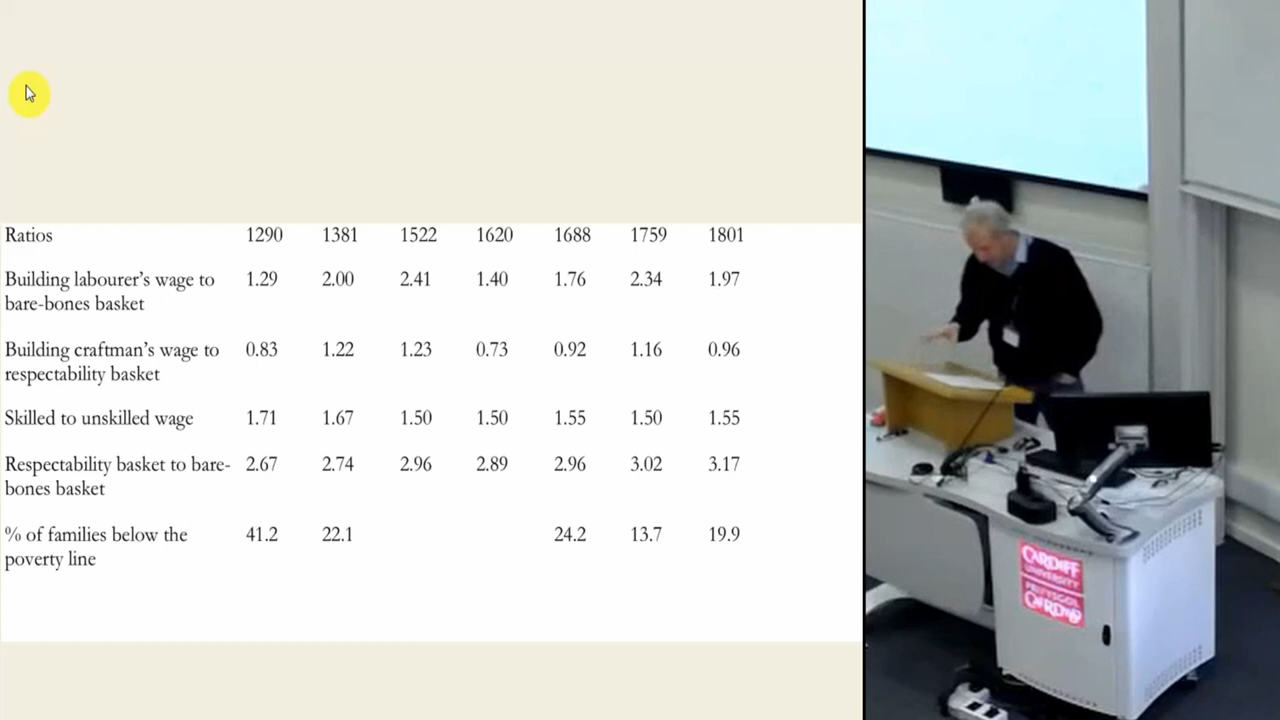 Ratios 1290 1381 1522 1620 1688 1759 1801
Building labourer's wage to 1.29 2.00 2.41 1.40 1.76 2.34 1.97
bare-bones basket
Building craftman's wage to 0.83 1.22 1.23 0.73 0.92 1.16 0.96
respectability basket
Skilled to unskilled wage 1.71 1.67 1.50 1.50 1.55 1.50 1.55
Respectability basket to bare- 2.67 2.74 2.96 2.89 2.96 3.02 3.17
bones basket
% of families below the 41.2 22.1 24.2 13.7 19.9
poverty line
CARDIFF
UNIVERSITY
PRIFYSGOL
CAERDYDD